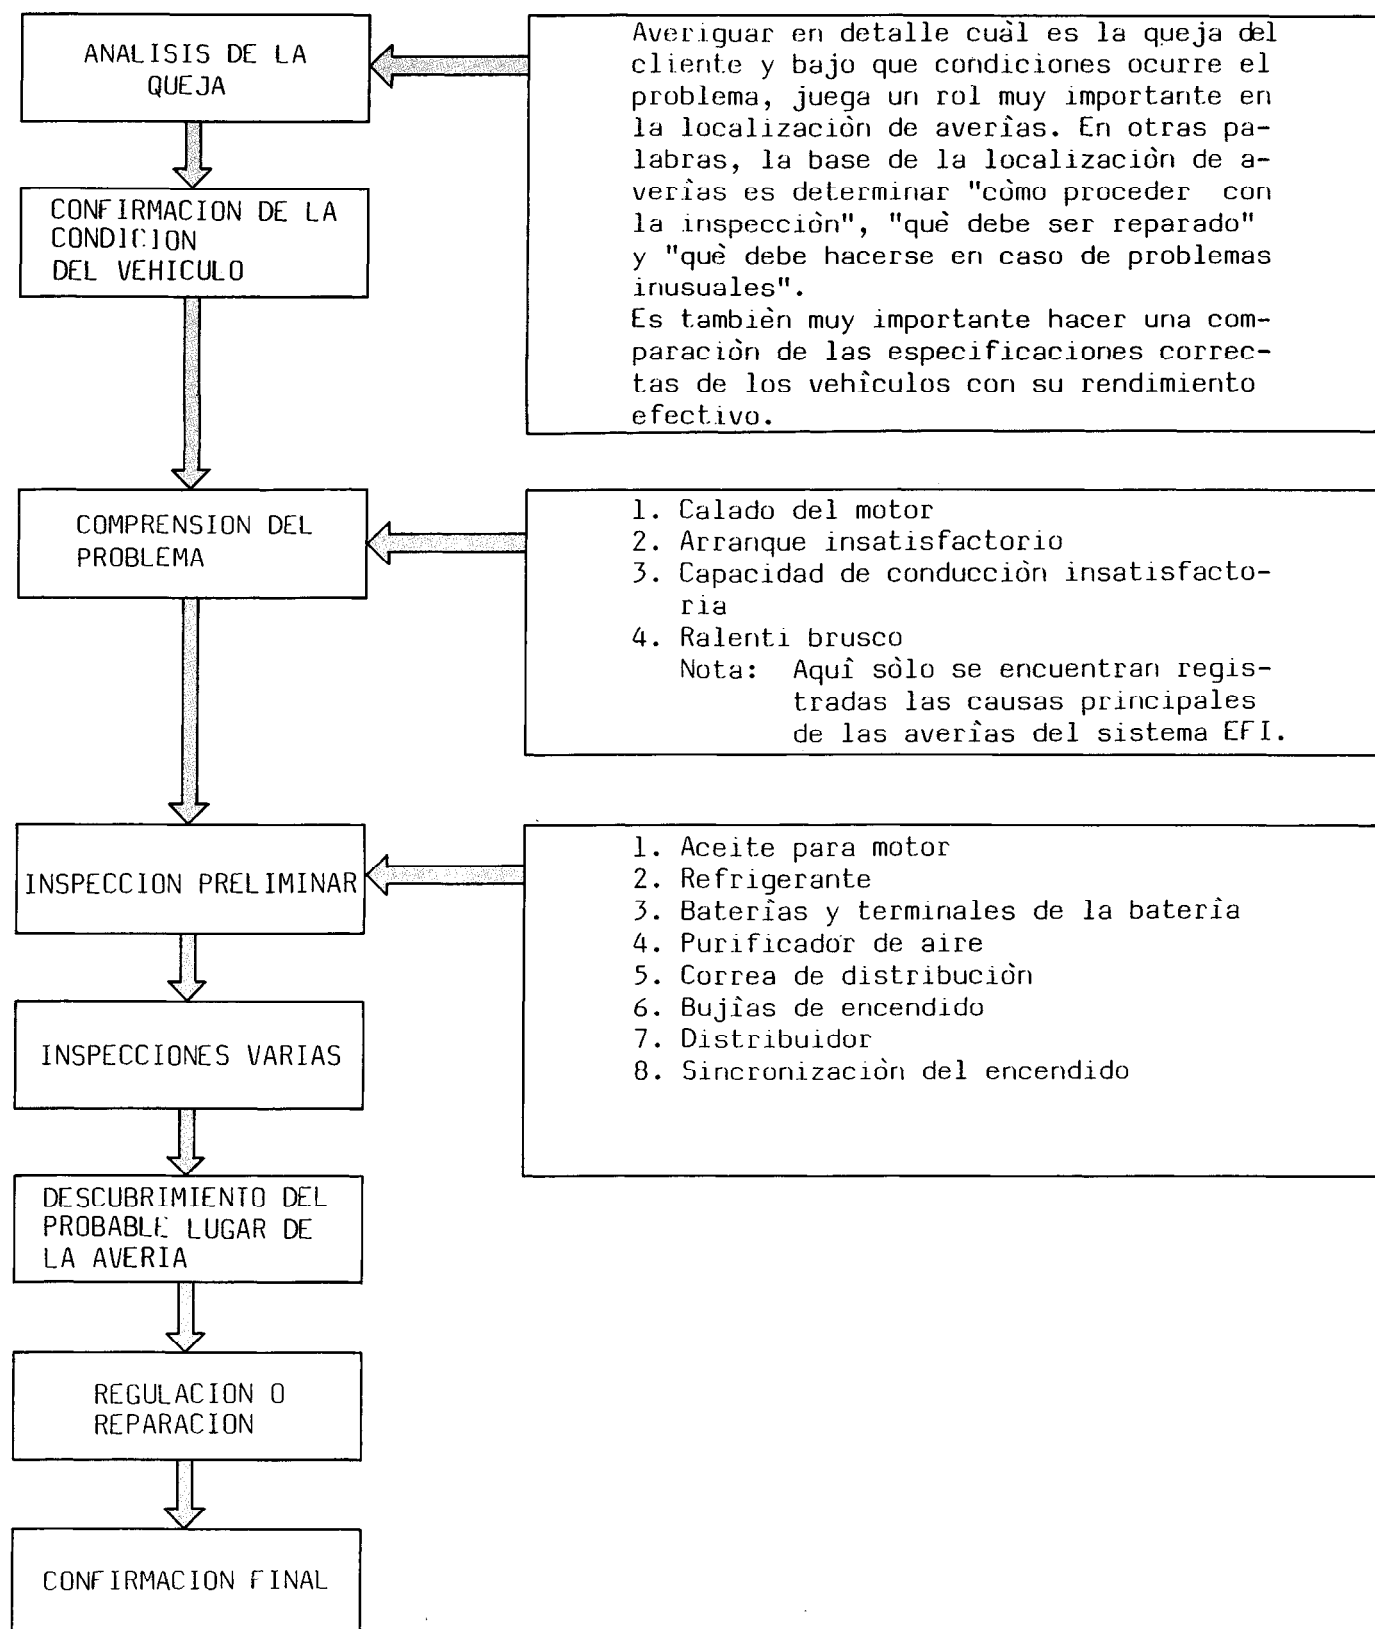 ANALISIS DE LA
QUEJA
Averiguar en detalle cuàl es la queja del
cliente y bajo que condiciones ocurre el
problema, juega un rol muy importante en
la localizaciòn de averîas. En otras pa-
labras, la base de la localizaciòn de a-
verîas es determinar "còmo proceder con
la inspecciòn", "què debe ser reparado"
y "què debe hacerse en caso de problemas
inusuales".
Es tambièn muy importante hacer una com-
paraciòn de las especificaciones correc-
tas de los vehîculos con su rendimiento
efectivo.
CONFIRMACION DE LA
CONDICION
DEL VEHICULO
COMPRENSION DEL
PROBLEMA
1. Calado del motor
2. Arranque insatisfactorio
3. Capacidad de conducciòn insatisfacto-
ria
4. Ralenti brusco
Nota: Aquî sòlo se encuentran regis-
tradas las causas principales
de las averîas del sistema EFI.
INSPECCION PRELIMINAR
1. Aceite para motor
2. Refrigerante
3. Baterîas y terminales de la baterîa
4. Purificador de aire
5. Correa de distribuciòn
6. Bujîas de encendido
7. Distribuidor
8. Sincronizaciòn del encendido
INSPECCIONES VARIAS
DESCUBRIMIENTO DEL
PROBABLE LUGAR DE
LA AVERIA
REGULACION O
REPARACION
CONFIRMACION FINAL